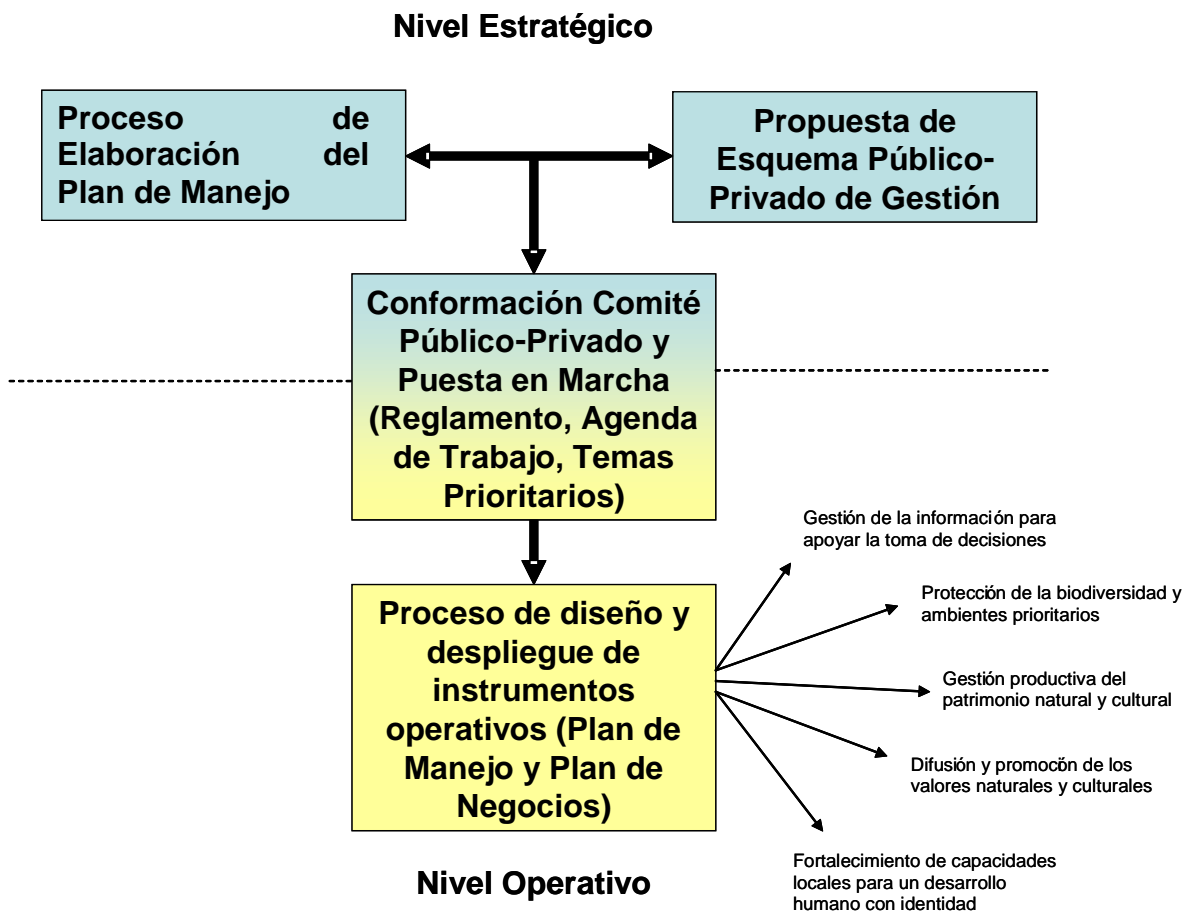 Nivel Estratégico
Proceso de
Elaboración del
Plan de Manejo
Propuesta de
Esquema Público-
Privado de Gestión
Conformación Comité
Público-Privado y
Puesta en Marcha
(Reglamento, Agenda
de Trabajo, Temas
Prioritarios)
Gestión de la información para
apoyar la toma de decisiones
Protección de la biodiversidad y
ambientes prioritarios
Proceso de diseño y
despliegue de
instrumentos
operativos (Plan de
Manejo y Plan de
Negocios)
Gestión productiva del
patrimonio natural y cultural
Difusión y promoción de los
valores naturales y culturales
Fortalecimiento de capacidades
locales para un desarrollo
humano con identidad
Nivel Operativo